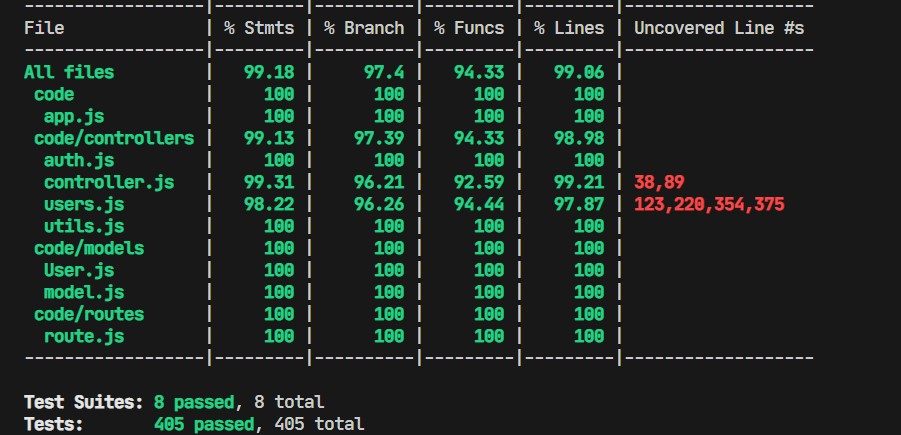 -------------------|---------|----------|---------|---------|-------------------
File               | % Stmts | % Branch | % Funcs | % Lines | Uncovered Line #s
-------------------|---------|----------|---------|---------|-------------------
All files          |   99.18 |     97.4 |   94.33 |   99.06 |
 code              |     100 |      100 |     100 |     100 |
  app.js           |     100 |      100 |     100 |     100 |
 code/controllers  |   99.13 |    97.39 |   94.33 |   98.98 |
  auth.js          |     100 |      100 |     100 |     100 |
  controller.js    |   99.31 |    96.21 |   92.59 |   99.21 | 38,89
  users.js         |   98.22 |    96.26 |   94.44 |   97.87 | 123,220,354,375
  utils.js         |     100 |      100 |     100 |     100 |
 code/models       |     100 |      100 |     100 |     100 |
  User.js          |     100 |      100 |     100 |     100 |
  model.js         |     100 |      100 |     100 |     100 |
 code/routes       |     100 |      100 |     100 |     100 |
  route.js         |     100 |      100 |     100 |     100 |
-------------------|---------|----------|---------|---------|-------------------
Test Suites: 8 passed, 8 total
Tests:       405 passed, 405 total